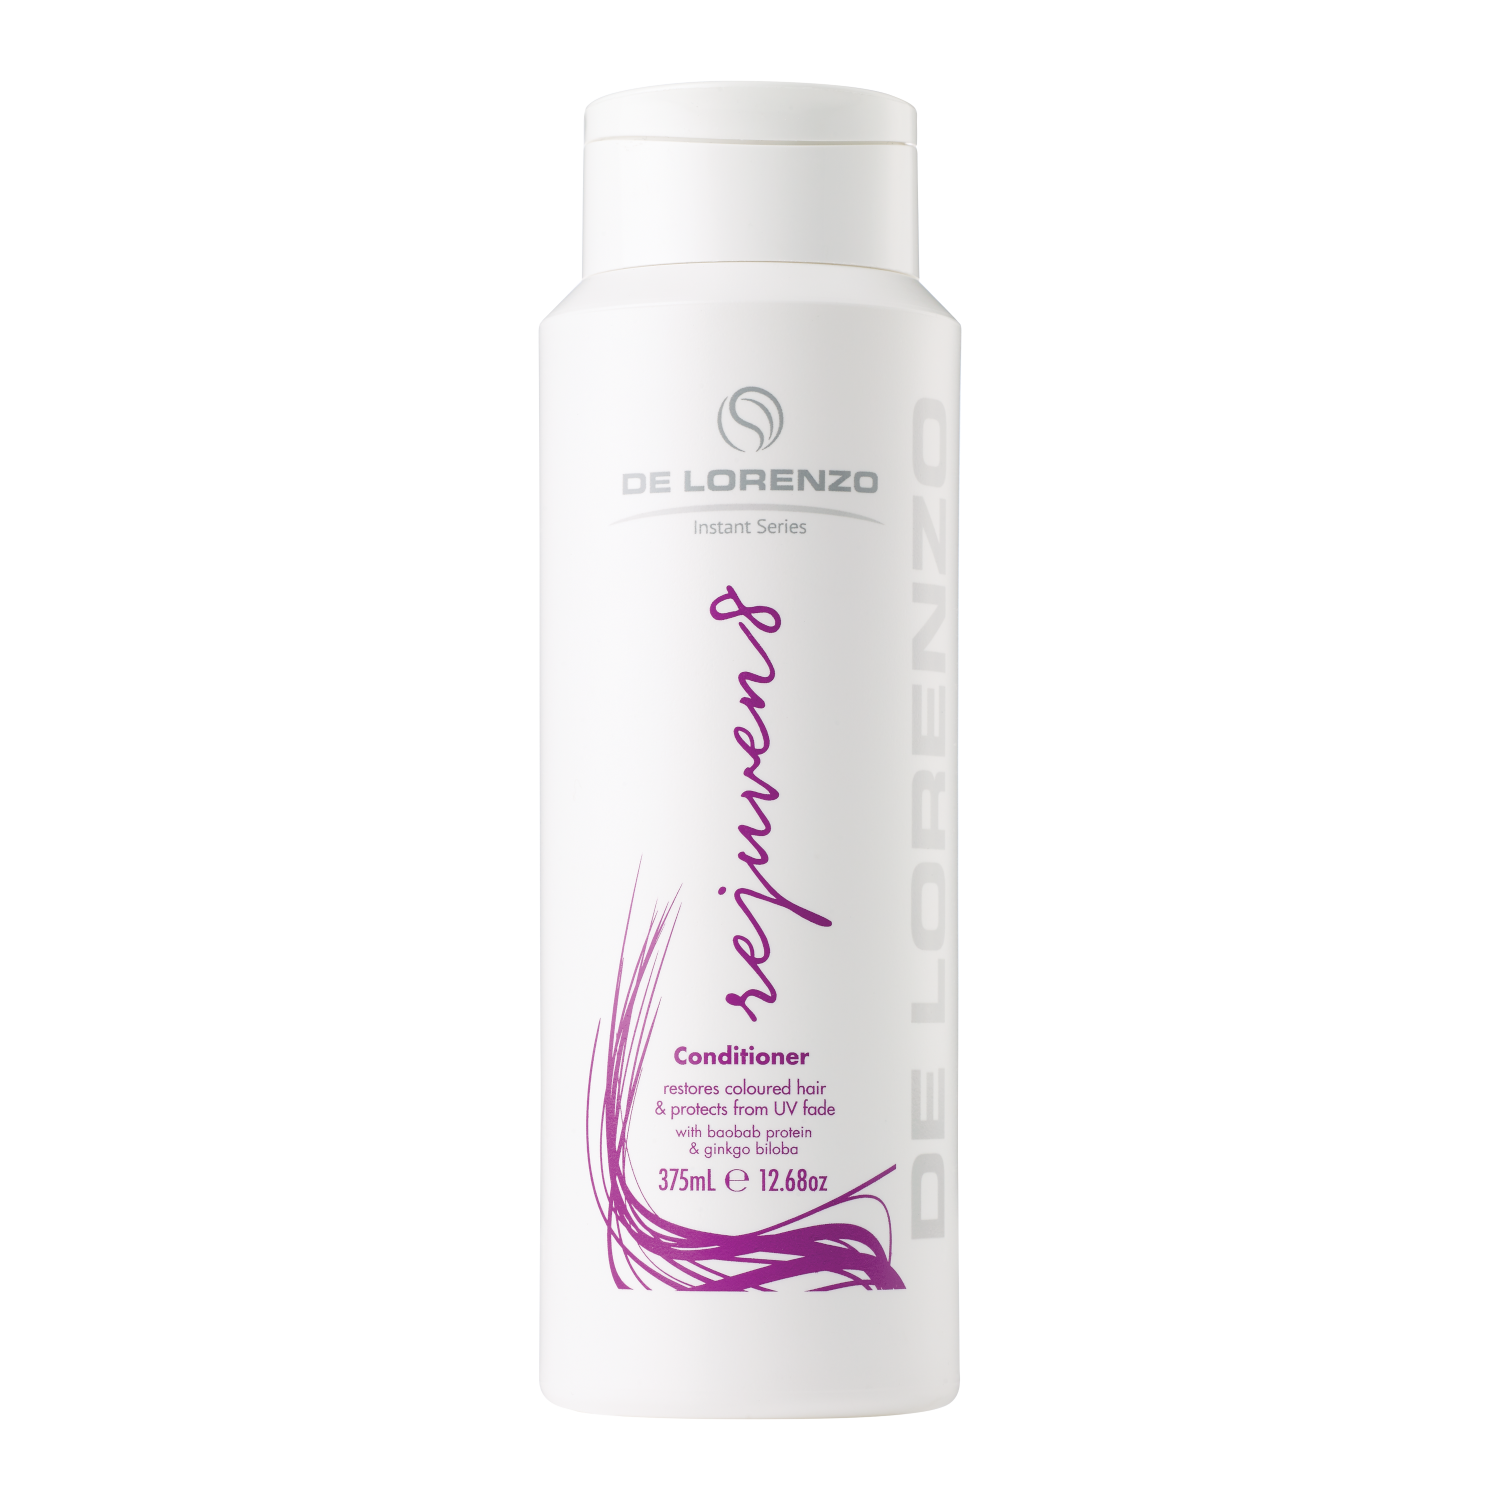 DE LORENZO
Instant Series
rejuven8
Conditioner
restores coloured hair
& protects from UV fade
with baobab protein
& ginkgo biloba
375mL ℮ 12.68oz
DE LORENZO